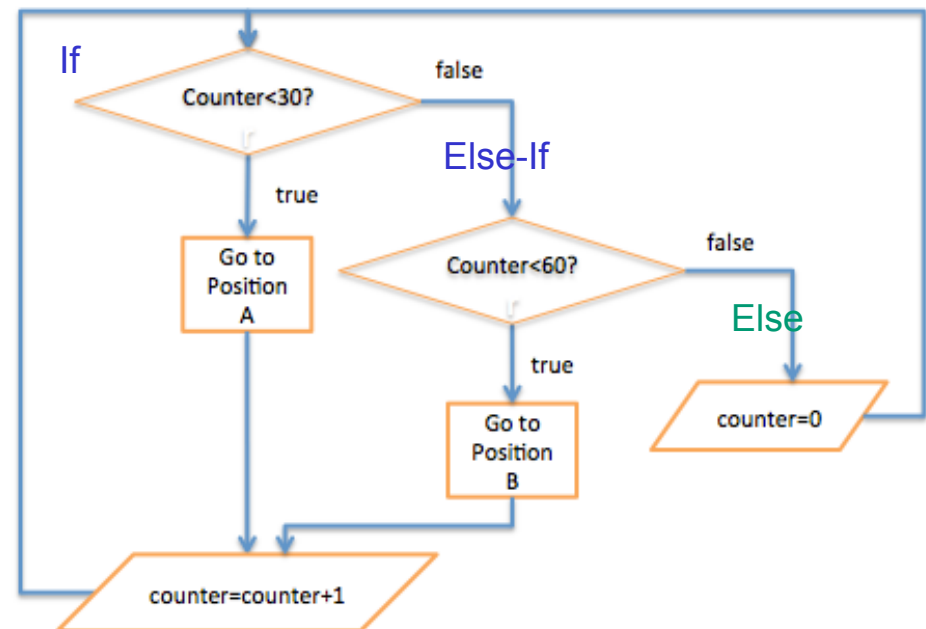 If
Counter<30?
r
false
Else-If
true
Go to
Position
A
Counter<60?
r
false
Else
true
Go to
Position
B
counter=0
counter=counter+1